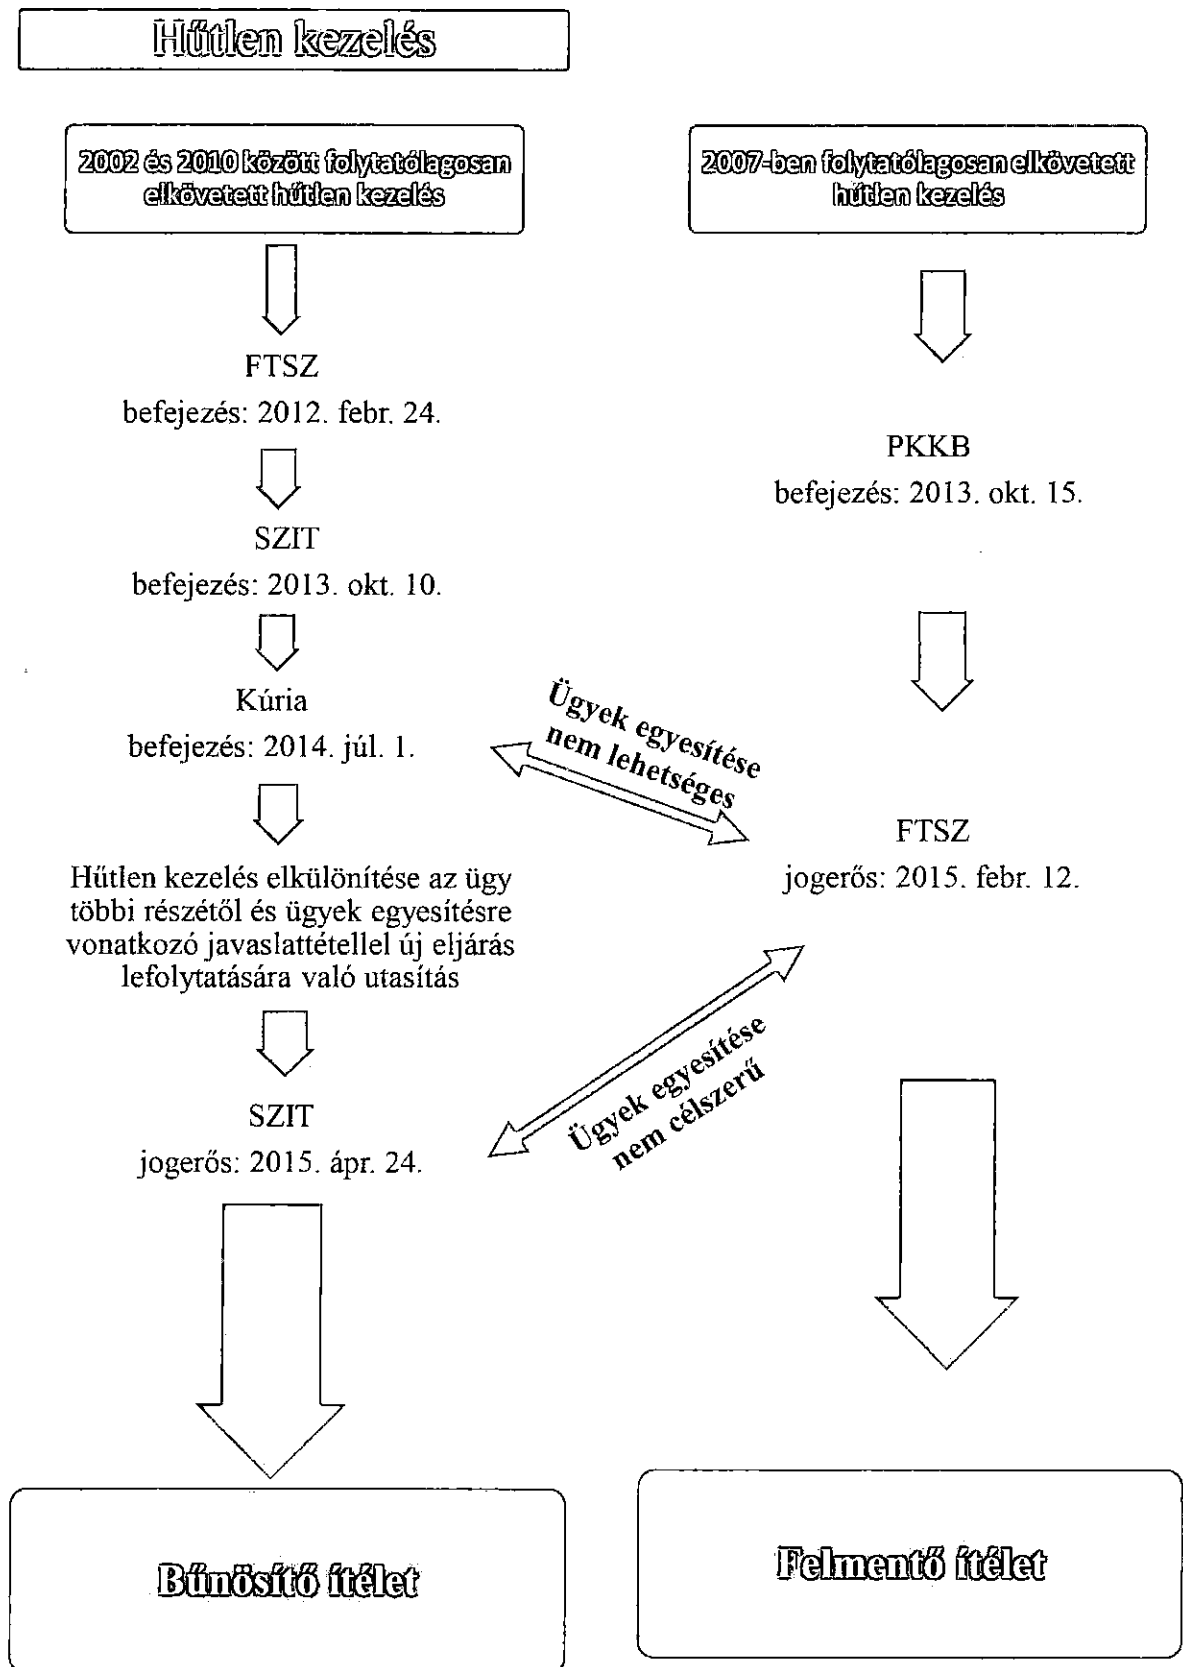 Hűtlen kezelés
2002 és 2010 között folytatólagosan
elkövetett hűtlen kezelés
FTSZ
befejezés: 2012. febr. 24.
SZIT
befejezés: 2013. okt. 10.
Kúria
befejezés: 2014. júl. 1.
Hűtlen kezelés elkülönítése az ügy
többi részétől és ügyek egyesítésre
vonatkozó javaslattétellel új eljárás
lefolytatására való utasítás
SZIT
jogerős: 2015. ápr. 24.
Bűnösítő ítélet
Ügyek egyesítése
nem lehetséges
Ügyek egyesítése
nem célszerű
2007-ben folytatólagosan elkövetett
hűtlen kezelés
PKKB
befejezés: 2013. okt. 15.
FTSZ
jogerős: 2015. febr. 12.
Felmentő ítélet